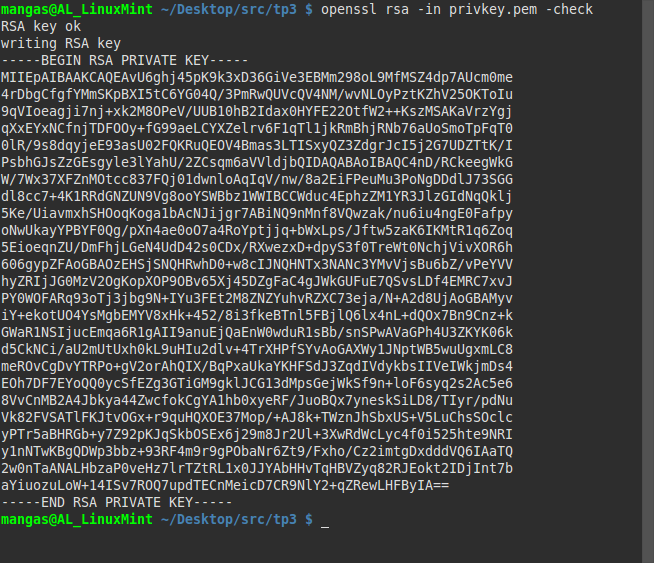 mangas@AL_LinuxMint ~/Desktop/src/tp3 $ openssl rsa -in privkey.pem -check
RSA key ok
writing RSA key
-----BEGIN RSA PRIVATE KEY-----
MIIEpAIBAAKCAQEAvU6ghj45pK9k3xD36GiVe3EBMm298oL9MfMSZ4dp7AUcm0me
4rDbgCfgfYMmSKpBXI5tC6YG04Q/3PmRwQUVcQV4NM/wvNLOyPztKZhV25OKToIu
9qVIoeagji7nj+xk2M8OPeV/UUB10hB2Idax0HYFE22OtfW2++KszMSAKaVrzYgj
qXxEYxNCfnjTDFOOy+fG99aeLCYXZelrv6F1qTl1jkRmBhjRNb76aUoSmoTpFqT0
0lR/9s8dqyjeE93asU02FQKRuQEOV4Bmas3LTISxyQZ3ZdgrJcI5j2G7UDZTtK/I
PsbhGJsZzGEsgyle3lYahU/2ZCsqm6aVVldjbQIDAQABAoIBAQC4nD/RCkeegWkG
W/7Wx37XFZnMOtcc837FQj01dwnloAqIqV/nw/8a2EiFPeuMu3PoNgDDdlJ73SGG
dl8cc7+4K1RRdGNZUN9Vg8ooYSWBbz1WWIBCCWduc4EphzZM1YR3JlzGIdNqQklj
5Ke/UiavmxhSHOoqKoga1bAcNJijgr7ABiNQ9nMnf8VQwzak/nu6iu4ngE0Fafpy
oNwUkayYPBYF0Qg/pXn4ae0oO7a4RoYptjjq+bWxLps/Jftw5zaK6IKMtR1q6Zoq
5EioeqnZU/DmFhjLGeN4UdD42s0CDx/RXwezxD+dpyS3f0TreWt0NchjVivXOR6h
606gypZFAoGBAOzEHSjSNQHRwhD0+w8cIJNQHNTx3NANc3YMvVjsBu6bZ/vPeYVV
hyZRIjJG0MzV2OgKopXOP9OBv65Xj45DZgFaC4gJWkGUFuE7QSvsLDf4EMRC7xvJ
PY0WOFARq93oTj3jbg9N+IYu3FEt2M8ZNZYuhvRZXC73eja/N+A2d8UjAoGBAMyv
iY+ekotUO4YsMgbEMYV8xHk+452/8i3fkeBTnl5FBjlQ6lx4nL+dQOx7Bn9Cnz+k
GWaR1NSIjucEmqa6R1gAII9anuEjQaEnW0wduR1sBb/snSPwAVaGPh4U3ZKYK06k
d5CkNCi/aU2mUtUxh0kL9uHIu2dlv+4TrXHPfSYvAoGAXWy1JNptWB5wuUgxmLC8
meROvCgDvYTRPo+gV2orAhQIX/BqPxaUkaYKHFSdJ3ZqdIVdykbsIIVeIWkjmDs4
EOh7DF7EYoQQ0ycSfEZg3GTiGM9gklJCG13dMpsGejWkSf9n+loF6syq2s2Ac5e6
8VvCnMB2A4Jbkya44ZwcfokCgYA1hb0xyeRF/JuoBQx7yneskSiLD8/TIyr/pdNu
Vk82FVSATlFKJtvOGx+r9quHQXOE37Mop/+AJ8k+TWznJhSbxUS+V5LuChsSOclc
yPTr5aBHRGb+y7Z92pKJqSkbOSEx6j29m8Jr2Ul+3XwRdWcLyc4f0i525hte9NRI
y1nNTwKBgQDWp3bbz+93RF4m9r9gPObaNr6Zt9/Fxho/Cz2imtgDxdddVQ6IAaTQ
2w0nTaANALHbzaP0veHz7lrTZtRL1x0JJYAbHHvTqHBVZyq82RJEokt2IDjInt7b
aYiuozuLoW+14ISv7ROQ7updTECnMeicD7CR9NlY2+qZRewLHFByIA==
-----END RSA PRIVATE KEY-----
mangas@AL_LinuxMint ~/Desktop/src/tp3 $ _